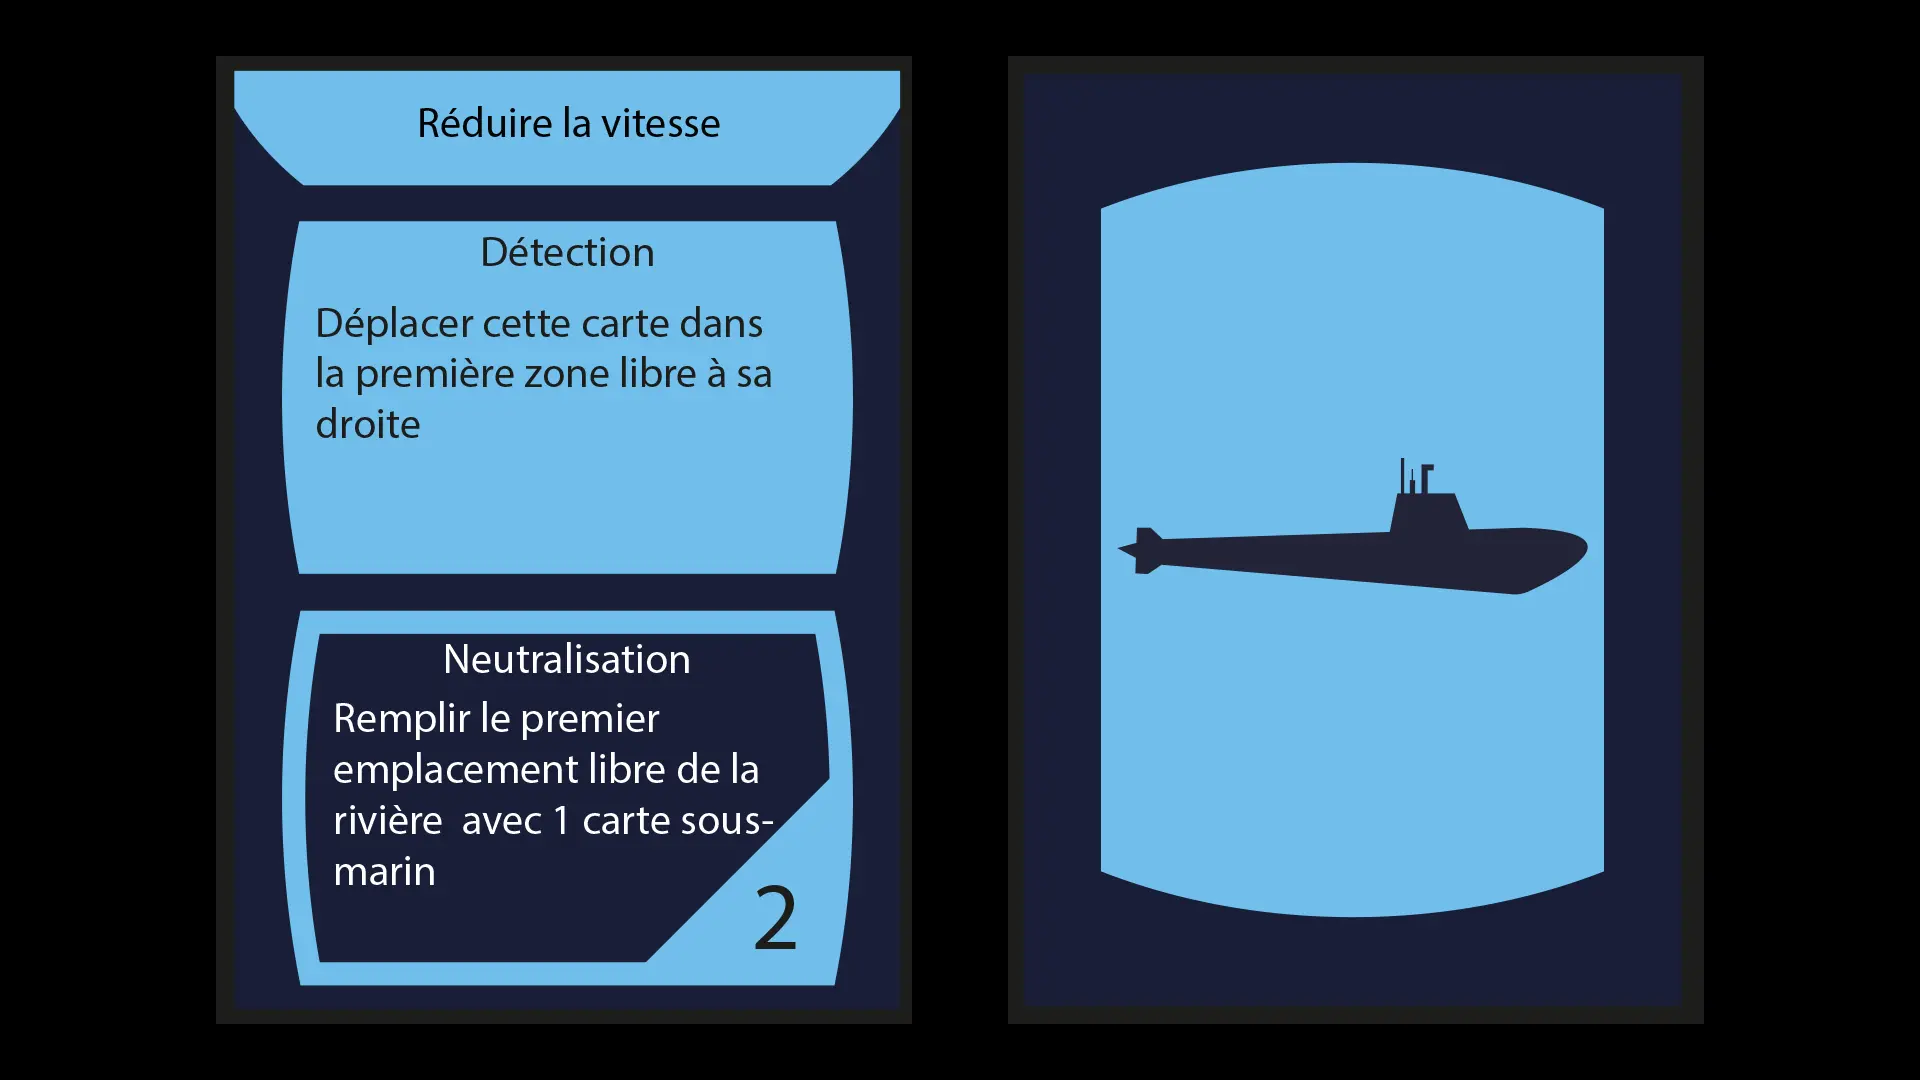 Réduire la vitesse
Détection
Déplacer cette carte dans
la première zone libre à sa
droite
Neutralisation
Remplir le premier
emplacement libre de la
rivière  avec 1 carte sous-
marin
2